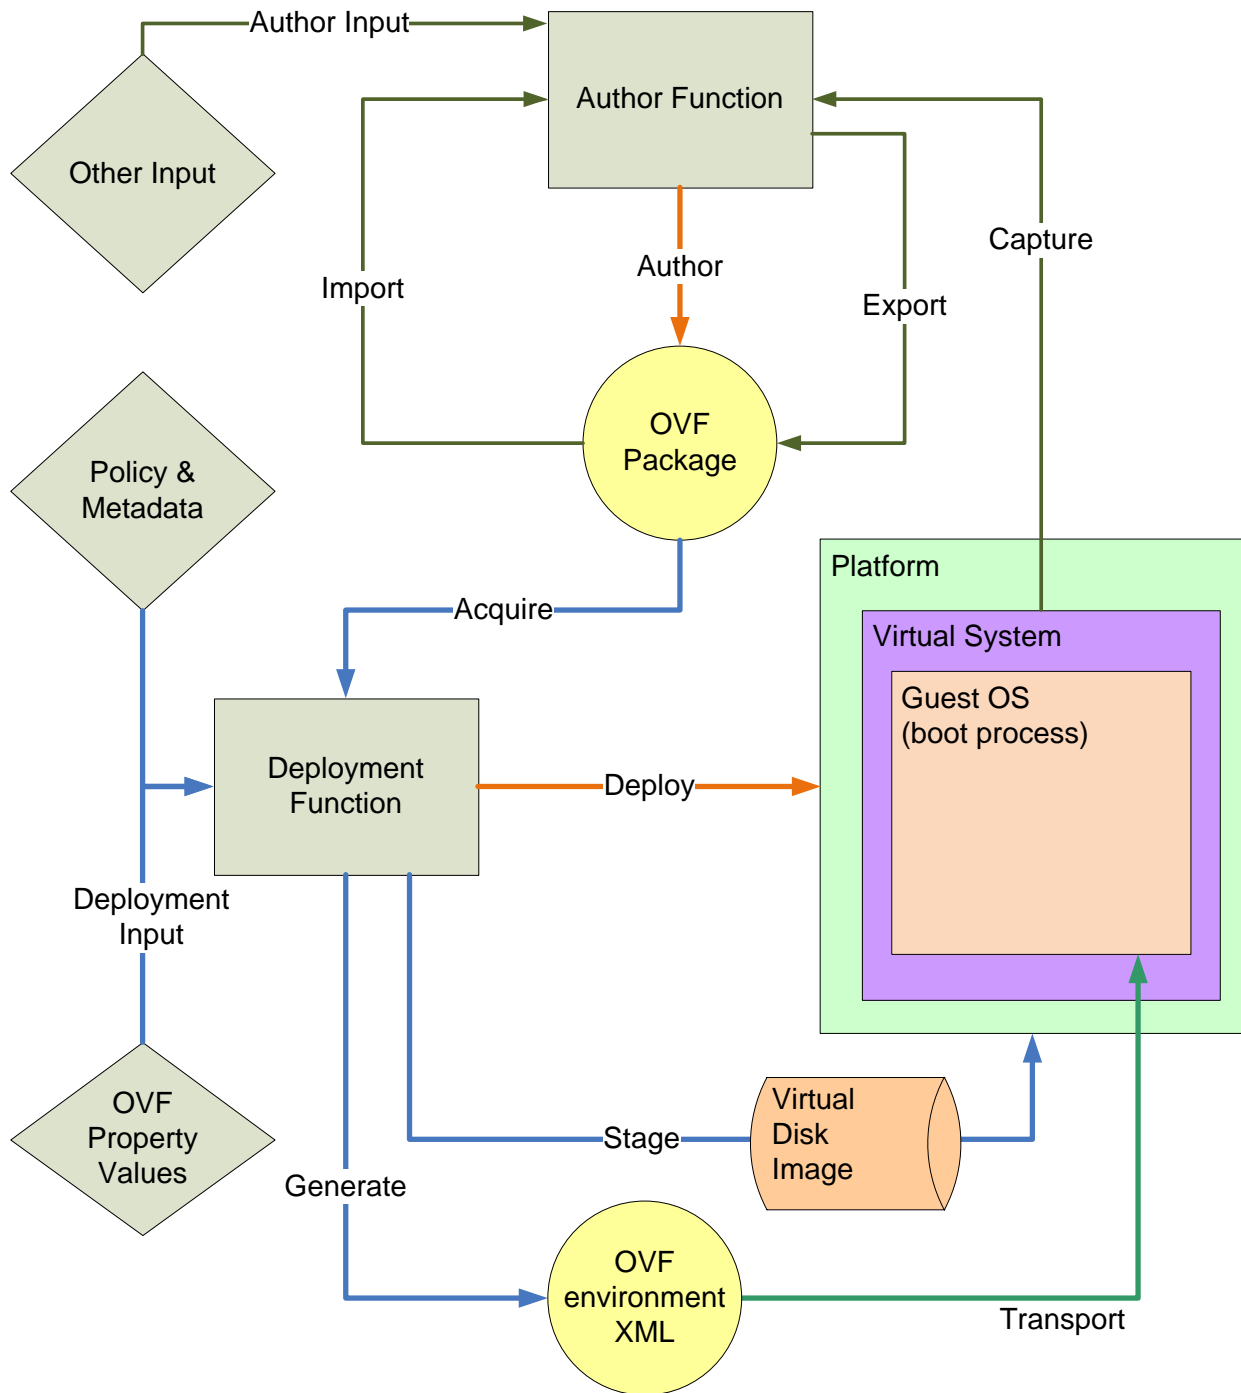 Author Input
Author Function
Other Input
Capture
Author
Import
Export
OVF
Package
Policy &
Metadata
Platform
Acquire
Virtual System
Guest OS
(boot process)
Deployment
Function
Deploy
Deployment
Input
OVF
Property
Values
Virtual
Disk
Image
Stage
Generate
OVF
environment
XML
Transport